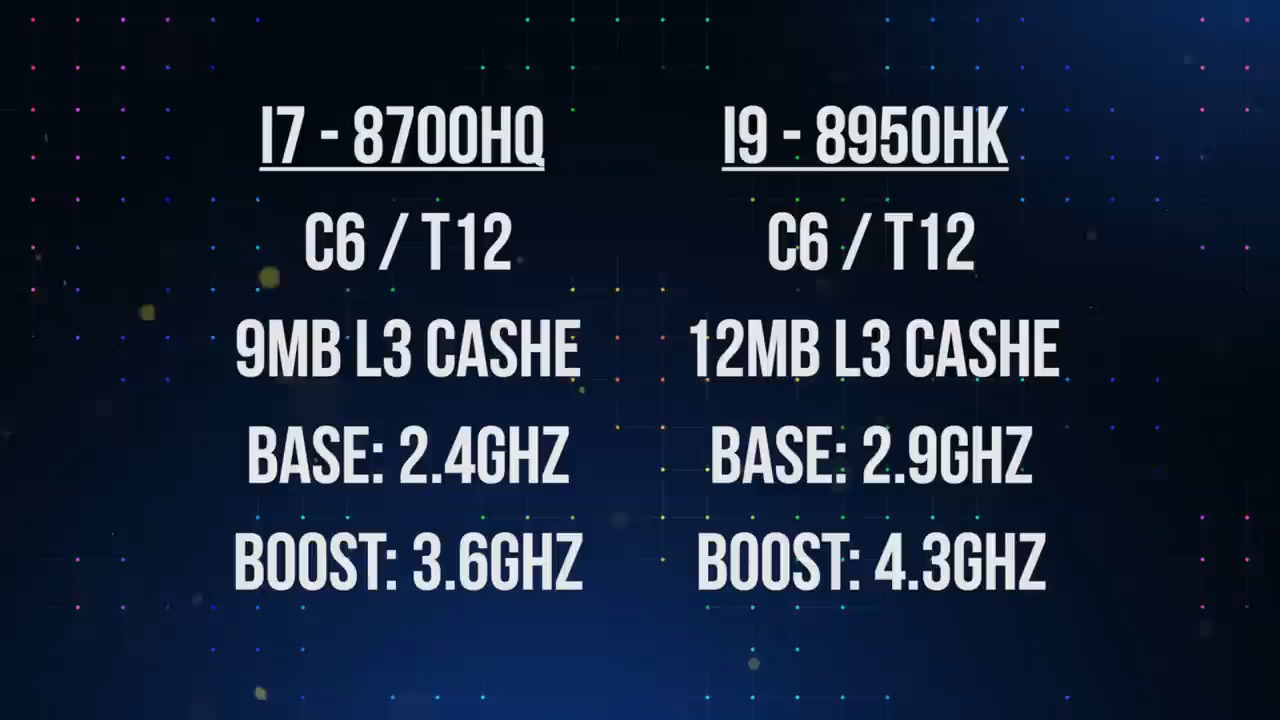 I7 - 8700HQ
C6 / T12
9MB L3 CASHE
BASE: 2.4GHZ
BOOST: 3.6GHZ
I9 - 8950HK
C6 / T12
12MB L3 CASHE
BASE: 2.9GHZ
BOOST: 4.3GHZ